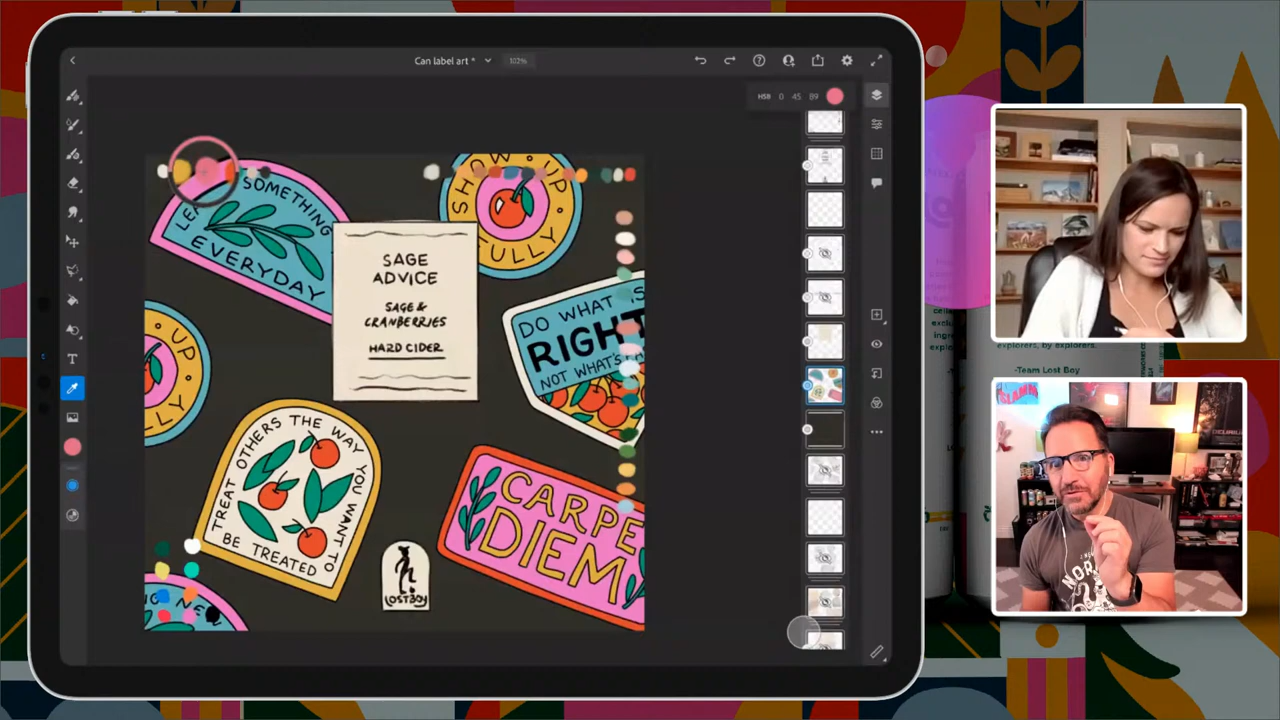 Can label art *
102%
HSB 0 45 89
SOMETHING
EVERYDAY
SHOW UP
FULLY
SAGE
ADVICE
SAGE &
CRANBERRIES
HARD CIDER
DO WHAT IS
RIGHT
NOT WHAT'S
UP
TREAT OTHERS THE WAY YOU WANT TO
BE TREATED
CARPE
DIEM
LOSTBOY
explorers, by explorers.
-Team Lost Boy